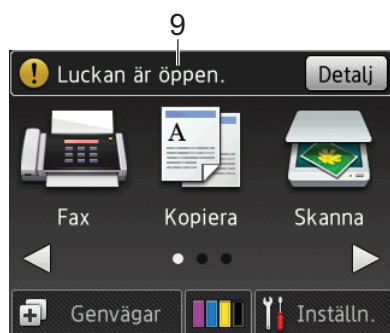 9
Luckan är öppen. Detalj
A
Fax Kopiera Skanna
Genvägar Inställn.